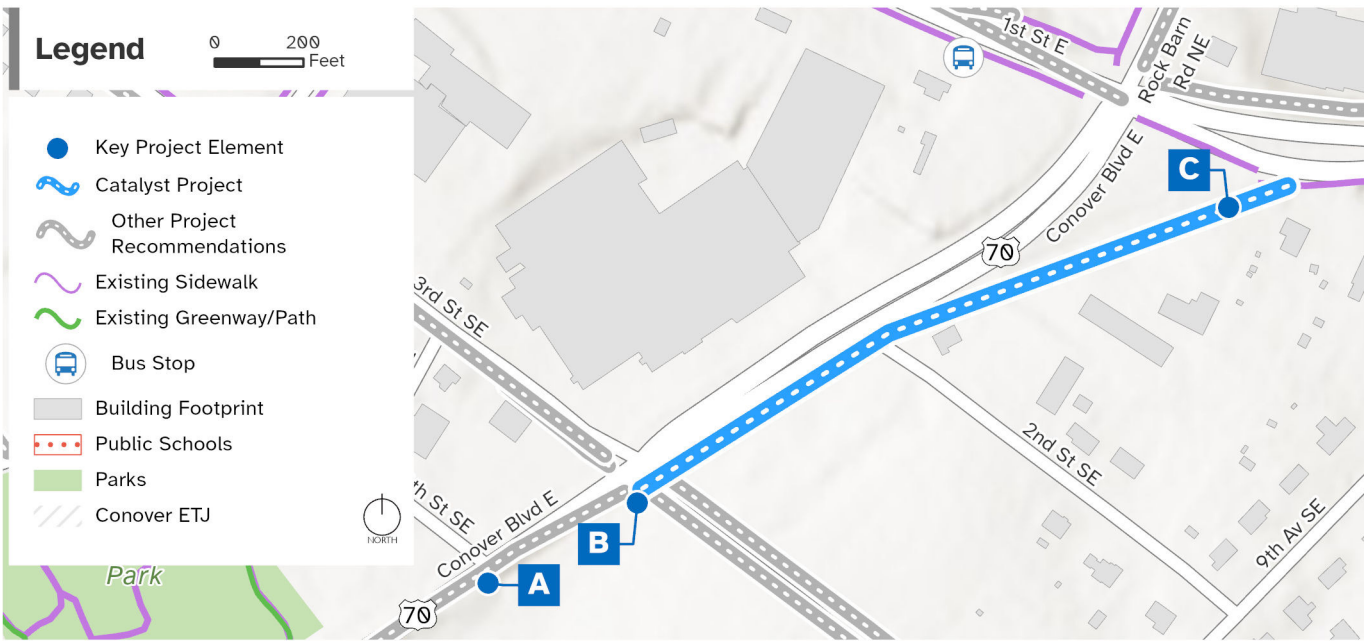 Legend
0 200
Feet
Key Project Element
Catalyst Project
Other Project
Recommendations
Existing Sidewalk
Existing Greenway/Path
Bus Stop
Building Footprint
Public Schools
Parks
Conover ETJ
NORTH
Park
1st St E
Rock Barn
Rd NE
Conover Blvd E
70
C
3rd St SE
2nd St SE
9th Av SE
th St SE
Conover Blvd E
B
A
70